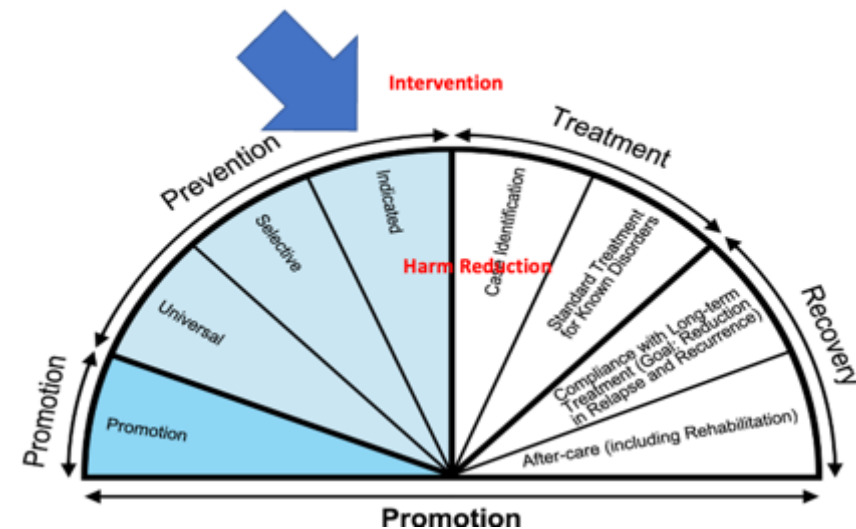 Intervention
Prevention
Treatment
Recovery
Promotion
Promotion
Universal
Selective
Indicated
Harm Reduction
Case Identification
Standard Treatment
for Known Disorders
Compliance with Long-term
Treatment (Goal: Reduction
in Relapse and Recurrence)
After-care (including Rehabilitation)
Promotion